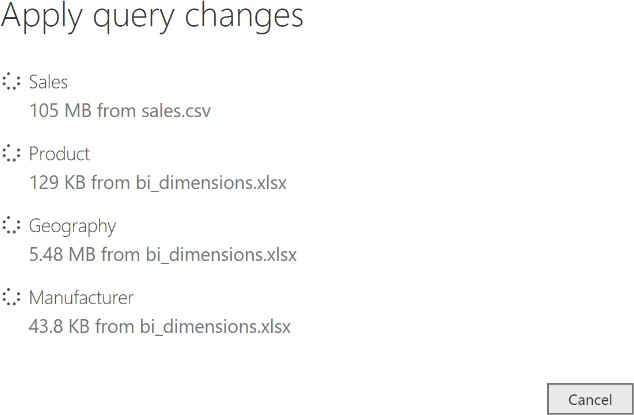 Apply query changes
Sales
105 MB from sales.csv
Product
129 KB from bi_dimensions.xlsx
Geography
5.48 MB from bi_dimensions.xlsx
Manufacturer
43.8 KB from bi_dimensions.xlsx
Cancel